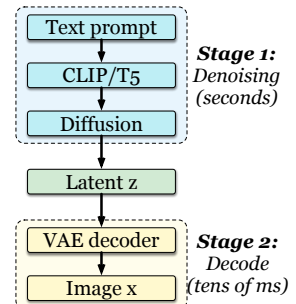 Text prompt
CLIP/T5
Diffusion
Stage 1:
Denoising
(seconds)
Latent z
VAE decoder
Image x
Stage 2:
Decode
(tens of ms)